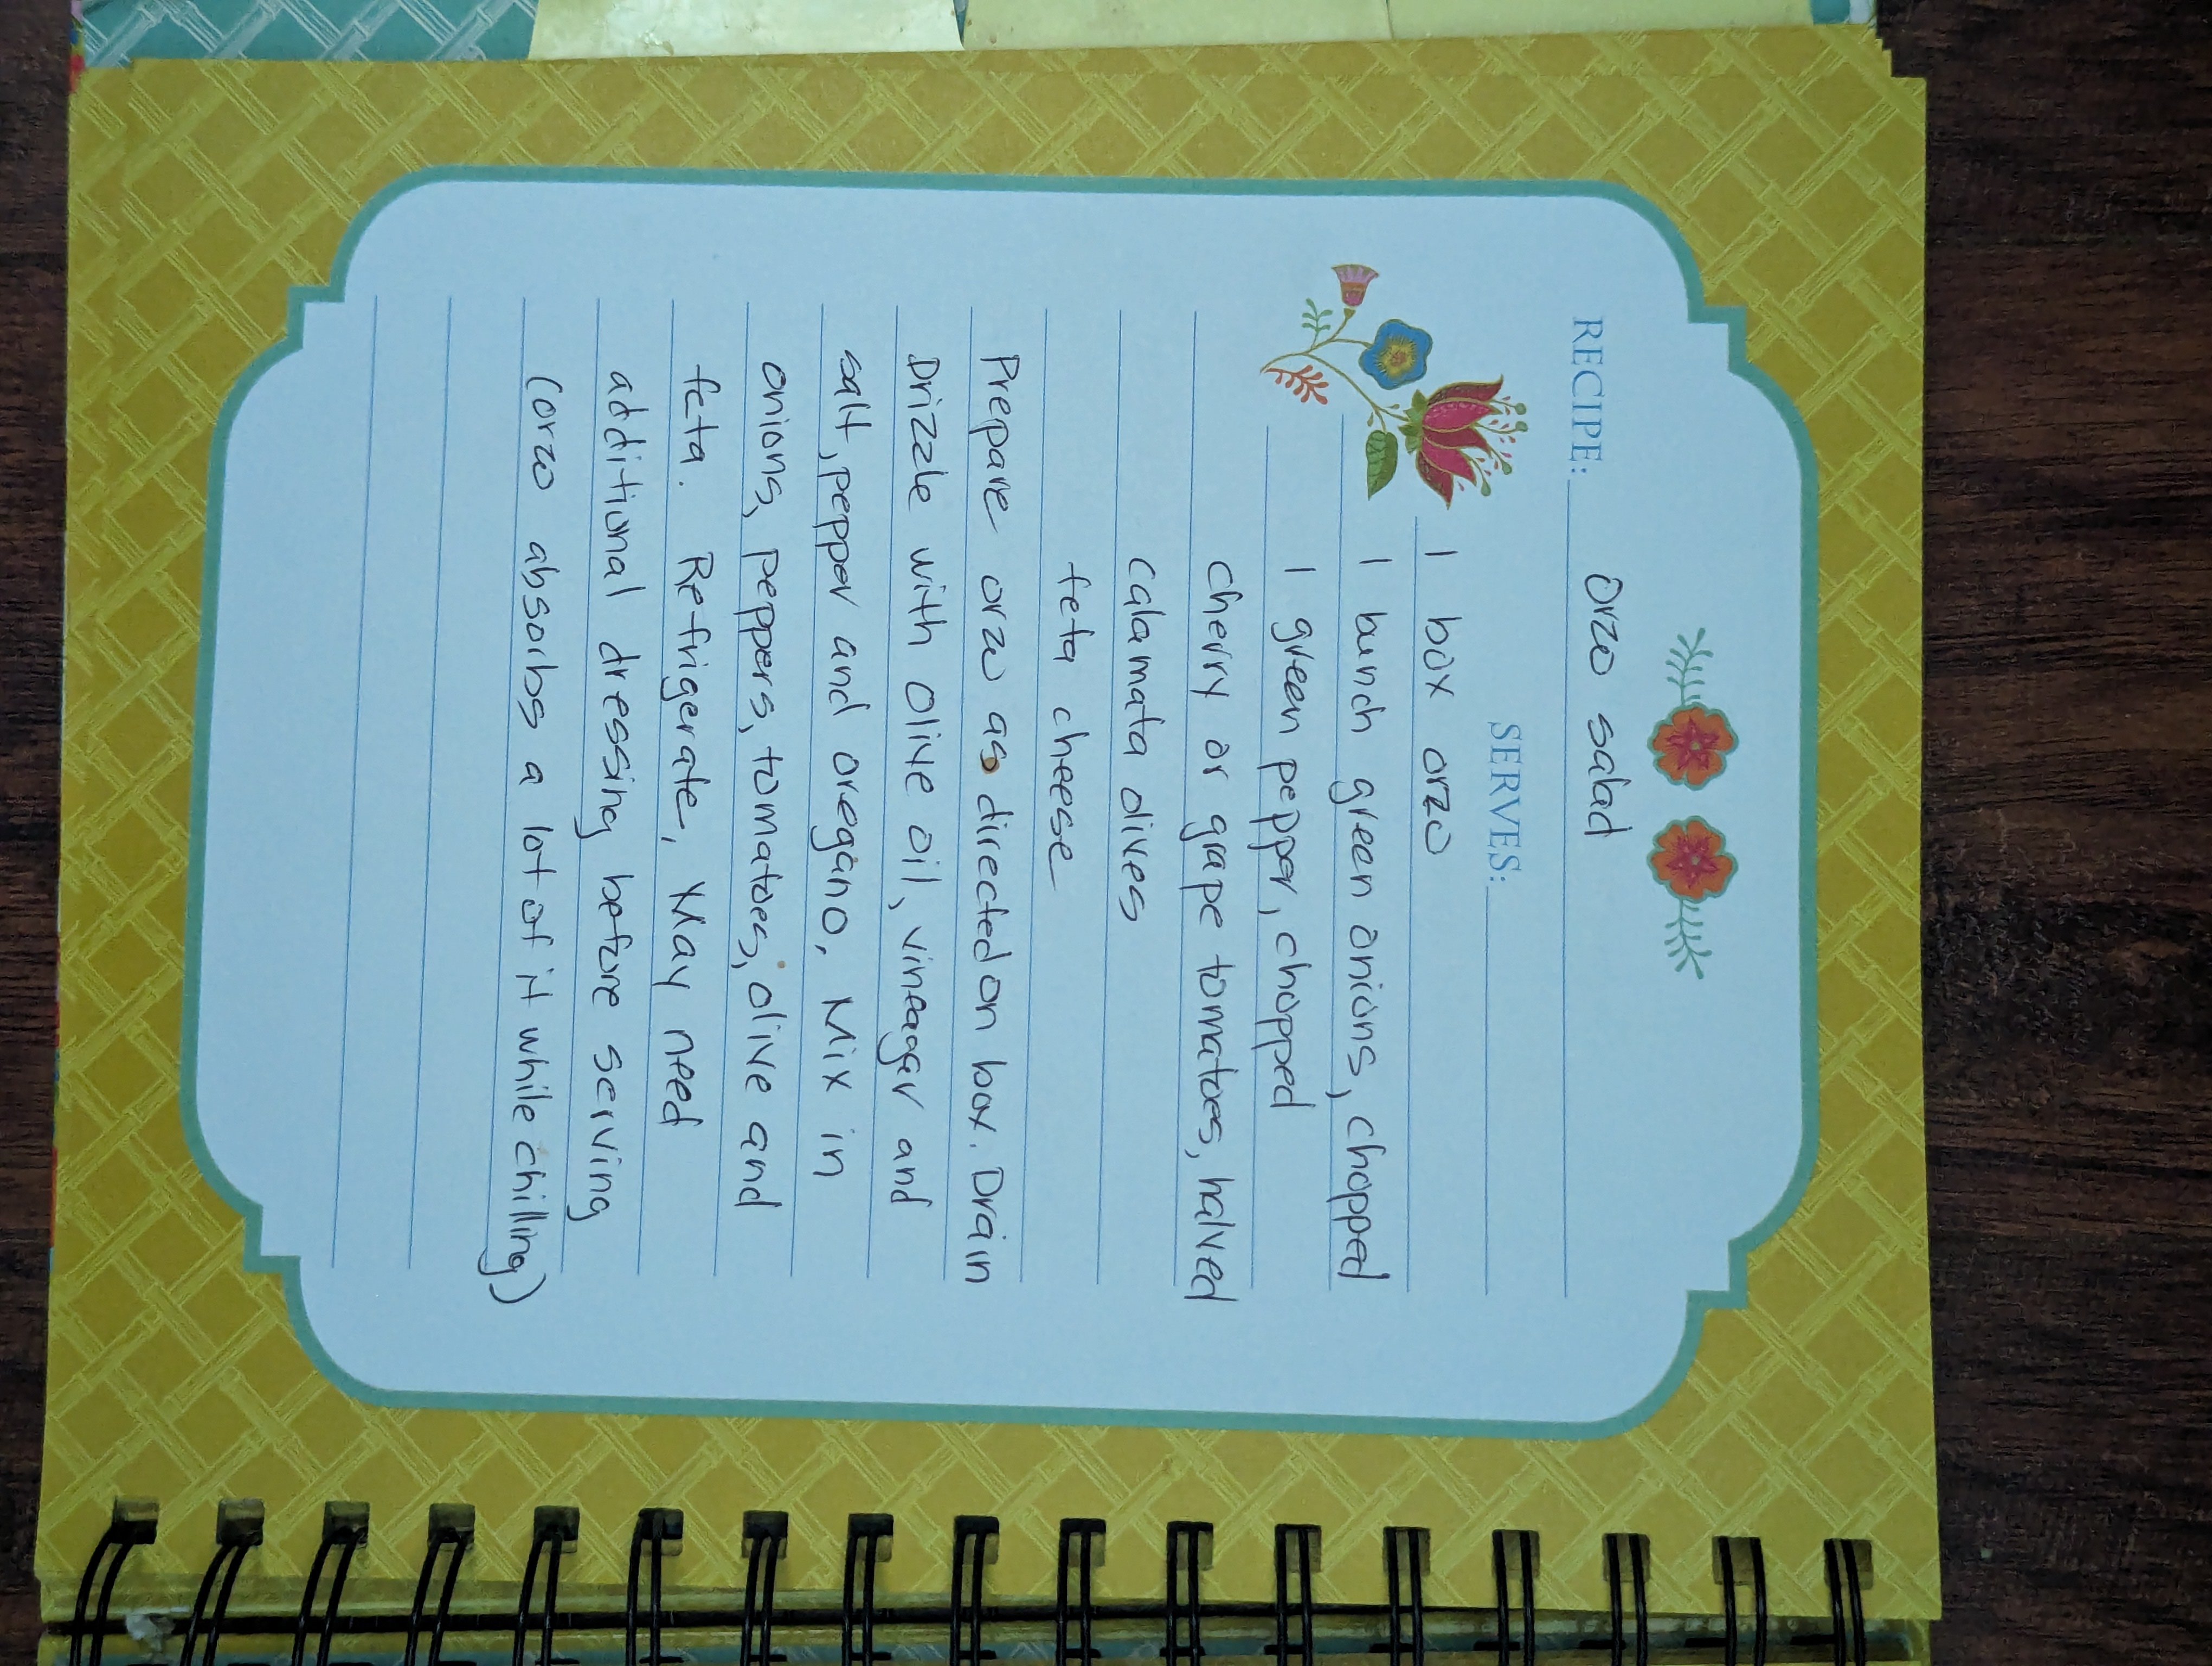 RECIPE: Orzo salad
SERVES:
1 box orzo
1 bunch green onions, chopped
1 green pepper, chopped
cherry or grape tomatoes, halved
Calamata olives
feta cheese
Prepare orzo as directed on box. Drain
Drizzle with olive oil, vineagar and
salt, pepper and oregano. Mix in
onions, peppers, tomatoes, olive and
feta. Refrigerate, May need
additional dressing before serving
(orzo absorbs a lot of it while chilling)